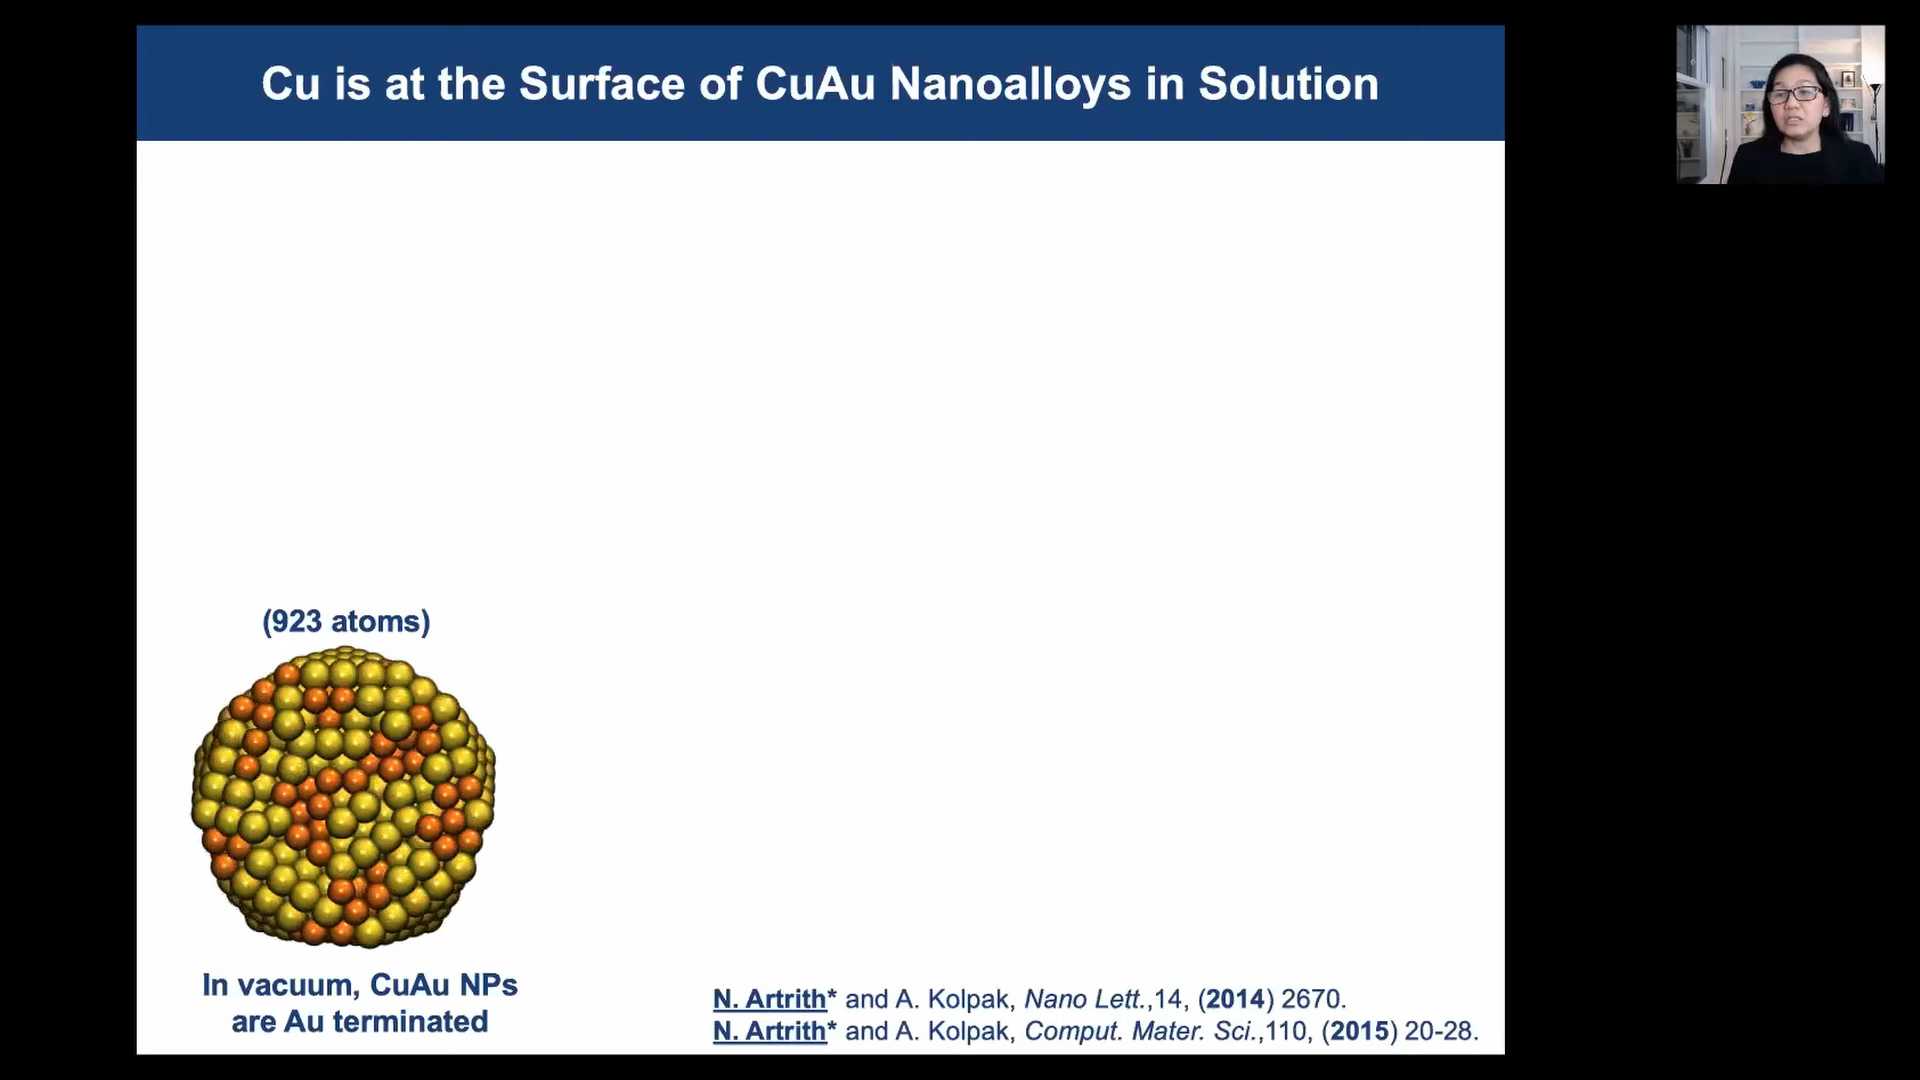 Cu is at the Surface of CuAu Nanoalloys in Solution
(923 atoms)
In vacuum, CuAu NPs
are Au terminated
N. Artrith* and A. Kolpak, Nano Lett.,14, (2014) 2670.
N. Artrith* and A. Kolpak, Comput. Mater. Sci.,110, (2015) 20-28.